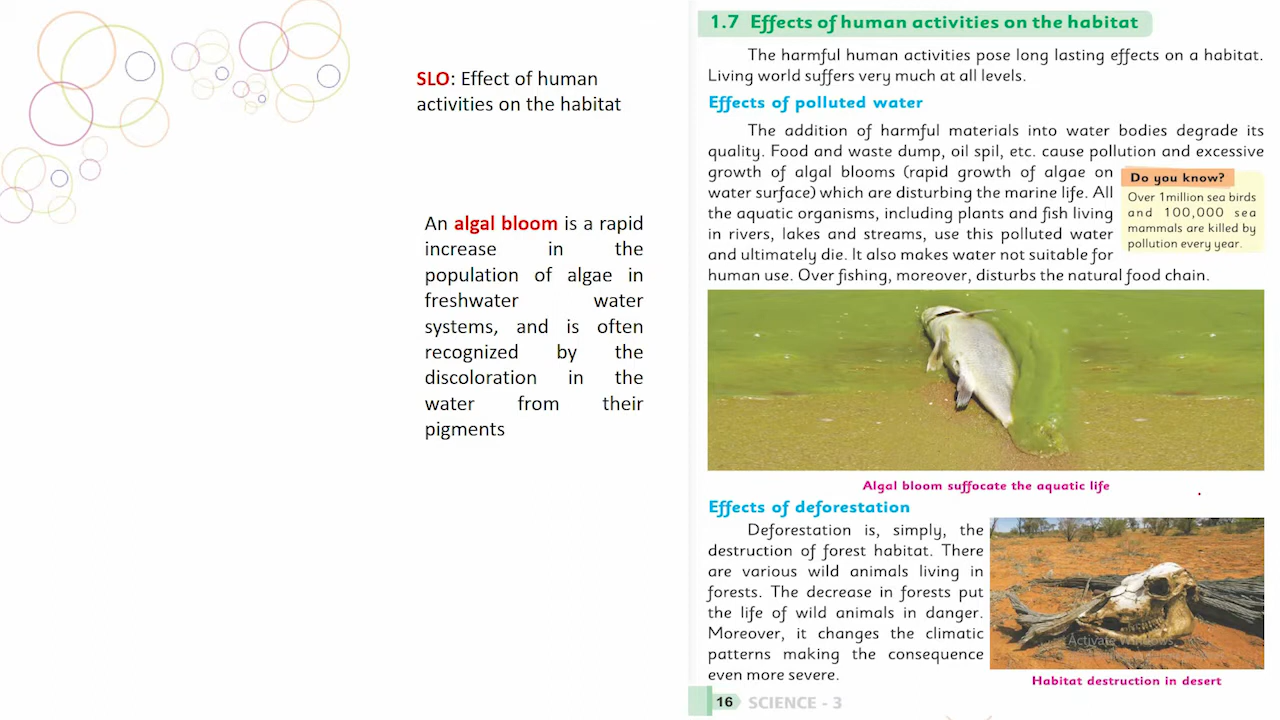 SLO: Effect of human
activities on the habitat
An algal bloom is a rapid
increase in the
population of algae in
freshwater water
systems, and is often
recognized by the
discoloration in the
water from their
pigments
1.7 Effects of human activities on the habitat
The harmful human activities pose long lasting effects on a habitat.
Living world suffers very much at all levels.
Effects of polluted water
The addition of harmful materials into water bodies degrade its
quality. Food and waste dump, oil spil, etc. cause pollution and excessive
growth of algal blooms (rapid growth of algae on
water surface) which are disturbing the marine life. All
the aquatic organisms, including plants and fish living
in rivers, lakes and streams, use this polluted water
and ultimately die. It also makes water not suitable for
human use. Over fishing, moreover, disturbs the natural food chain.
Do you know?
Over 1million sea birds
and 100,000 sea
mammals are killed by
pollution every year.
Algal bloom suffocate the aquatic life
Effects of deforestation
Deforestation is, simply, the
destruction of forest habitat. There
are various wild animals living in
forests. The decrease in forests put
the life of wild animals in danger.
Moreover, it changes the climatic
patterns making the consequence
even more severe.
Activate Windows
Habitat destruction in desert
16 SCIENCE - 3